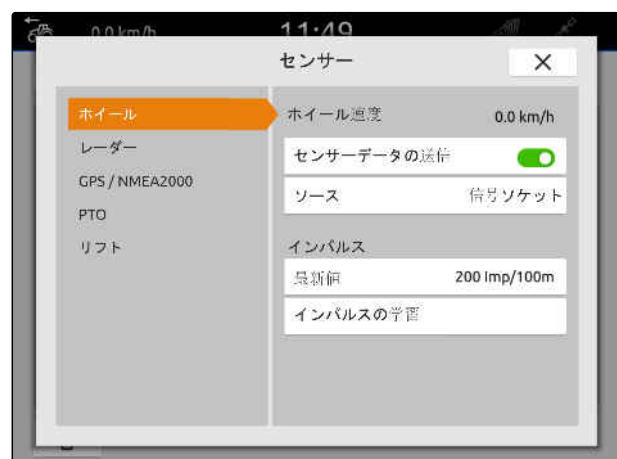 0.0 km/h
11:49
センサー
ホイール
レーダー
GPS / NMEA2000
PTO
リフト
ホイール速度 0.0 km/h
センサーデータの送信
ソース 信号ソケット
インパルス
最新値 200 Imp/100m
インパルスの学習